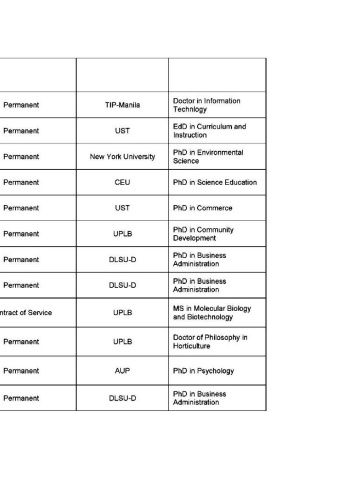 Permanent TIP-Manila Doctor in Information
Technlogy
Permanent UST EdD in Curriculum and
Instruction
Permanent New York University PhD in Environmental
Science
Permanent CEU PhD in Science Education
Permanent UST PhD in Commerce
Permanent UPLB PhD in Community
Development
Permanent DLSU-D PhD in Business
Administration
Permanent DLSU-D PhD in Business
Administration
ntract of Service UPLB MS in Molecular Biology
and Biotechnology
Permanent UPLB Doctor of Philosophy in
Horticulture
Permanent AUP PhD in Psychology
Permanent DLSU-D PhD in Business
Administration